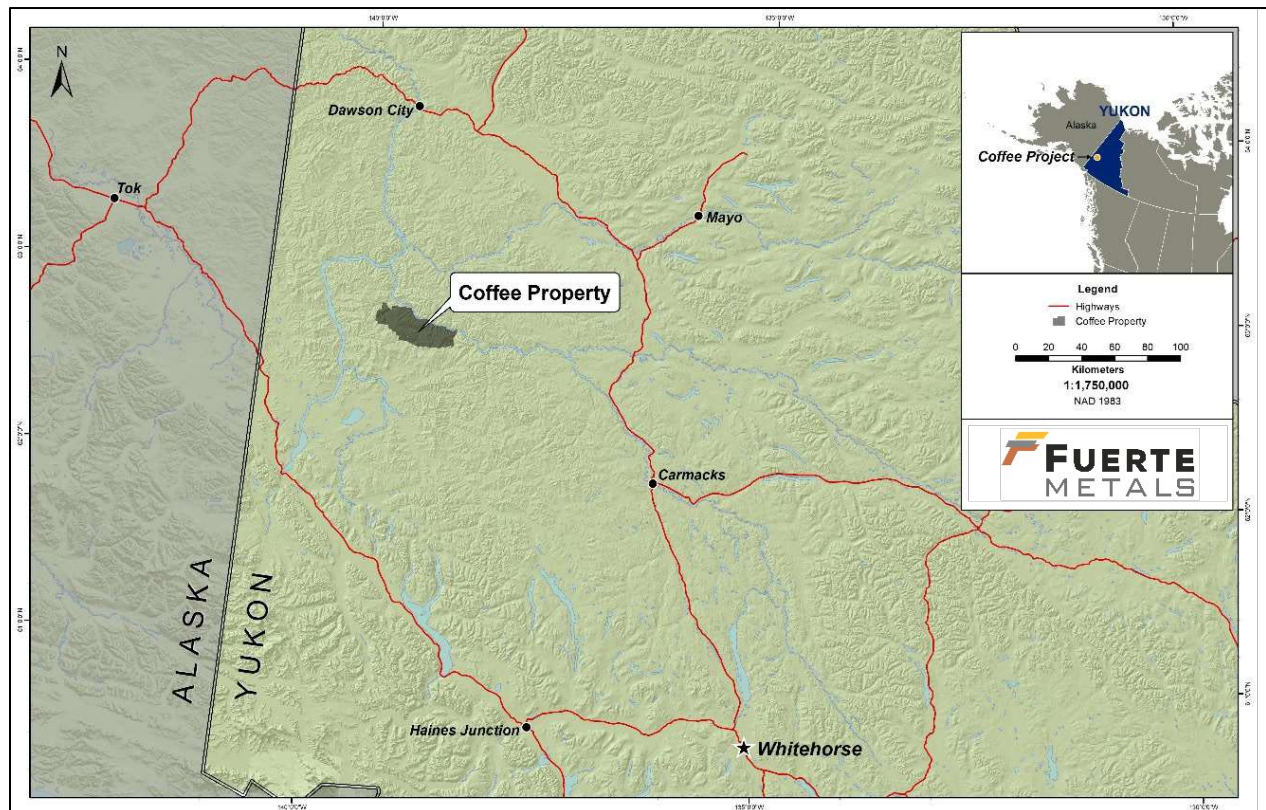 N
Dawson City
Tok
Mayo
Coffee Property
Carmacks
ALASKA
YUKON
Haines Junction
Whitehorse
YUKON
Alaska
Coffee Project
Legend
Highways
Coffee Property
0 20 40 60 80 100
Kilometers
1:1,750,000
NAD 1983
FUERTE
METALS